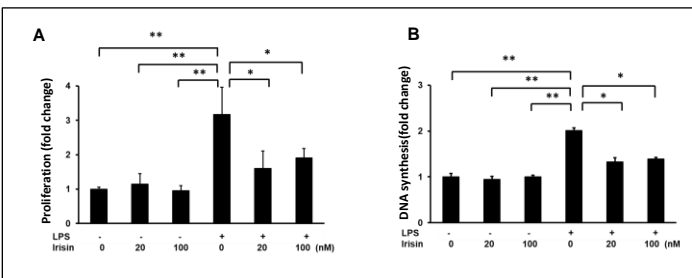 A
**
**
*
**
*
Proliferation (fold change)
4
3
2
1
0
LPS - - - + + +
Irisin 0 20 100 0 20 100 (nM)
B
**
**
*
**
*
DNA synthesis(fold change)
3
2
1
0
LPS - - - + + +
Irisin 0 20 100 0 20 100 (nM)